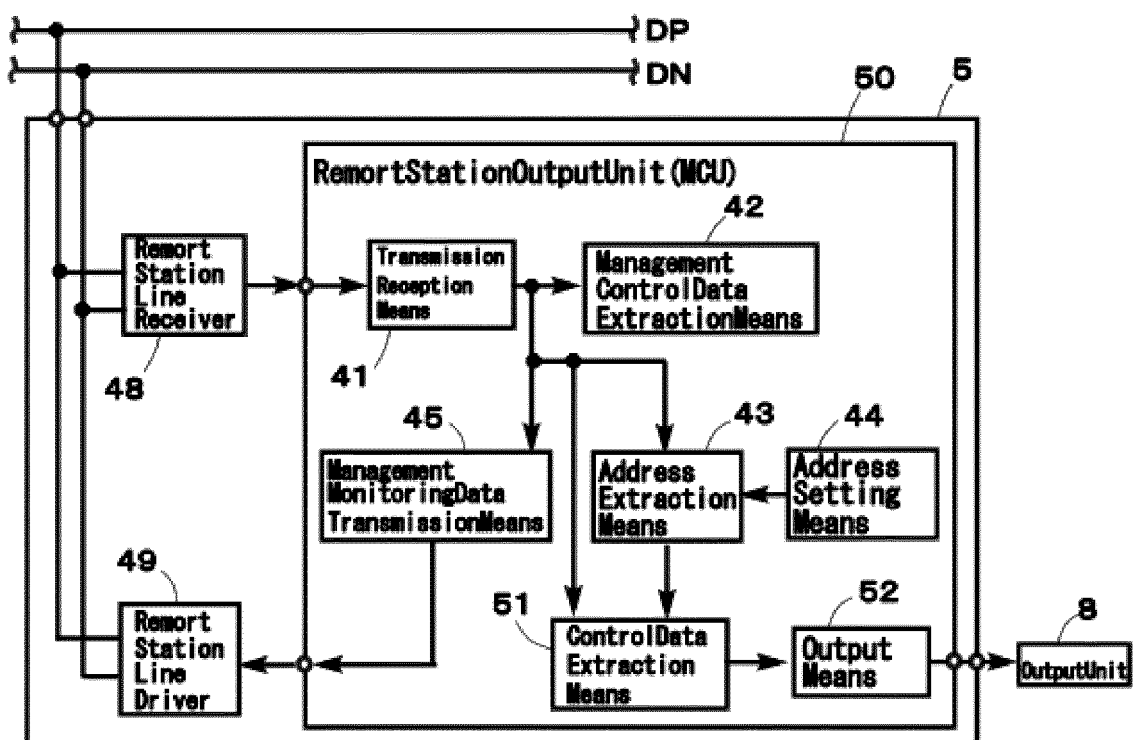 DP
DN
50
5
RemortStationOutputUnit(MCU)
42
Remort
Station
Line
Receiver
48
Transmission
Reception
Means
41
Management
ControlData
ExtractionMeans
45
Management
MonitoringData
TransmissionMeans
43
Address
Extraction
Means
44
Address
Setting
Means
49
Remort
Station
Line
Driver
51
ControlData
Extraction
Means
52
Output
Means
8
OutputUnit